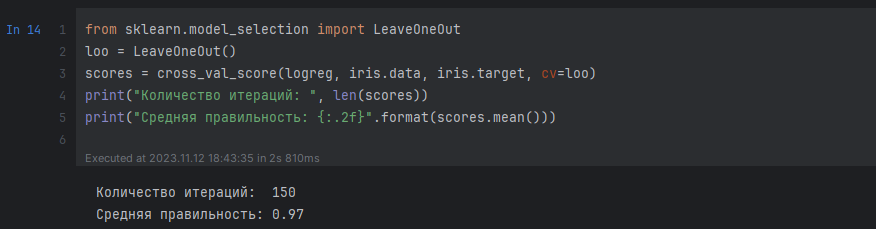 In 14
1 from sklearn.model_selection import LeaveOneOut
2 loo = LeaveOneOut()
3 scores = cross_val_score(logreg, iris.data, iris.target, cv=loo)
4 print("Количество итераций: ", len(scores))
5 print("Средняя правильность: {:.2f}".format(scores.mean()))
6
Executed at 2023.11.12 18:43:35 in 2s 810ms
Количество итераций:  150
Средняя правильность: 0.97